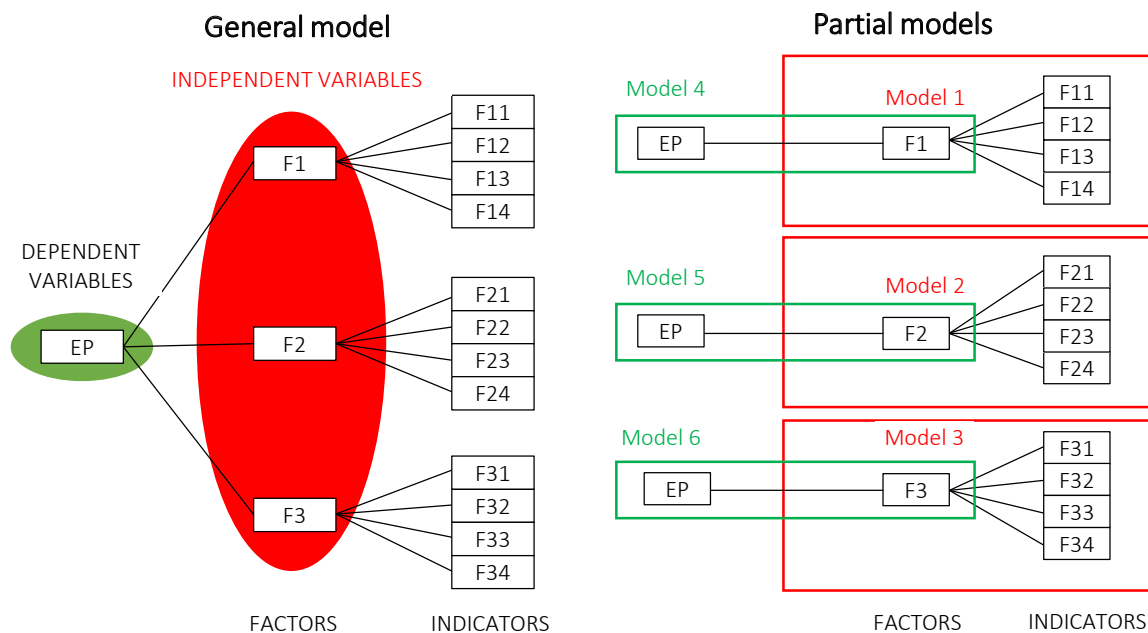 General model
INDEPENDENT VARIABLES
F11
F12
F13
F14
F1
DEPENDENT
VARIABLES
EP
F21
F22
F23
F24
F2
F31
F32
F33
F34
F3
FACTORS
INDICATORS
Partial models
Model 4
Model 1
EP
F1
F11
F12
F13
F14
Model 5
Model 2
EP
F2
F21
F22
F23
F24
Model 6
Model 3
EP
F3
F31
F32
F33
F34
FACTORS
INDICATORS